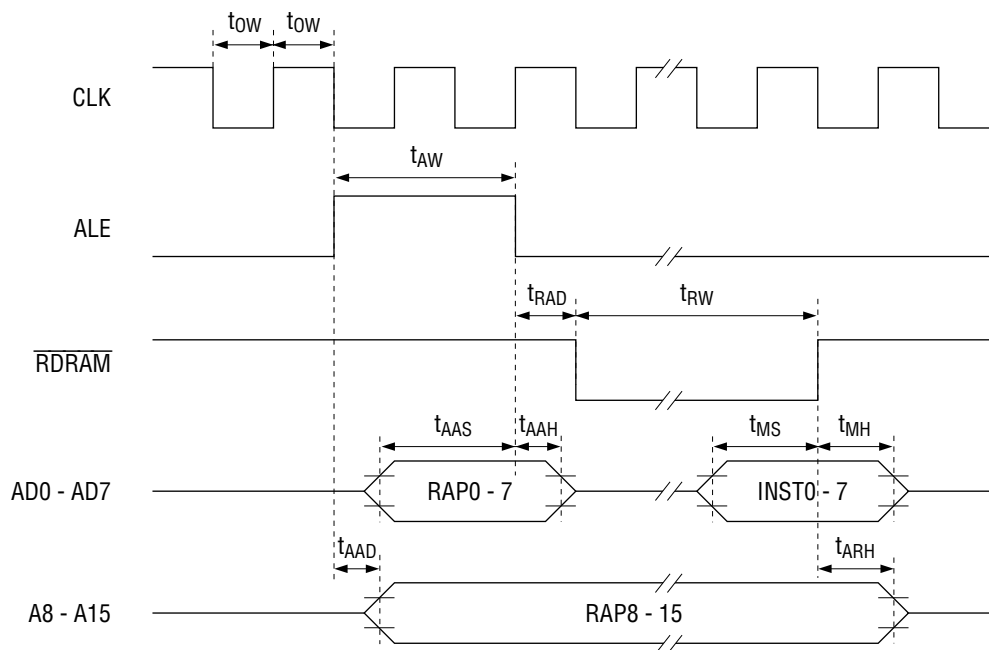 tOW tOW
CLK
tAW
ALE
tRAD tRW
RDRAM
tAAS tAAH tMS tMH
AD0 - AD7 RAP0 - 7 INST0 - 7
tAAD tARH
A8 - A15 RAP8 - 15